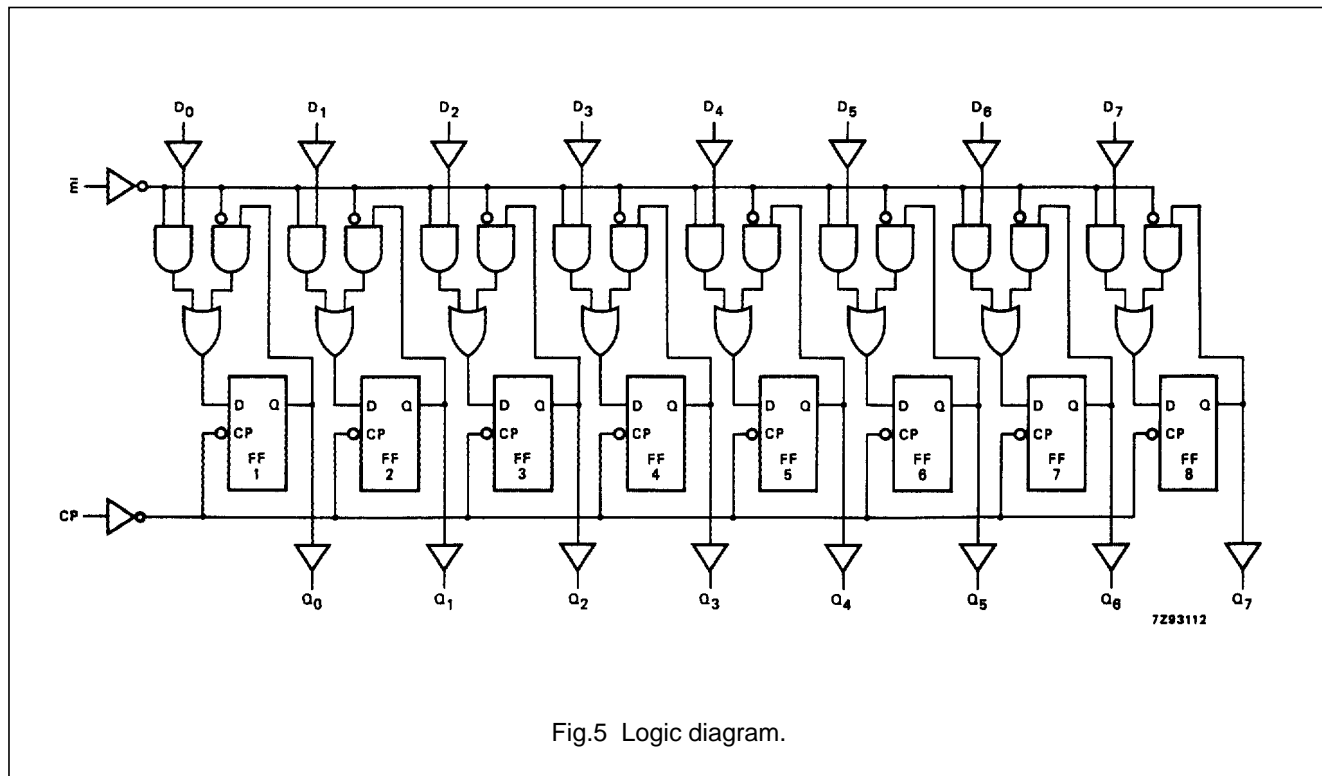 D0 D1 D2 D3 D4 D5 D6 D7
E̅
D Q D Q D Q D Q D Q D Q D Q D Q
CP CP CP CP CP CP CP CP
FF FF FF FF FF FF FF FF
1 2 3 4 5 6 7 8
CP
Q0 Q1 Q2 Q3 Q4 Q5 Q6 Q7
7Z93112
Fig.5 Logic diagram.